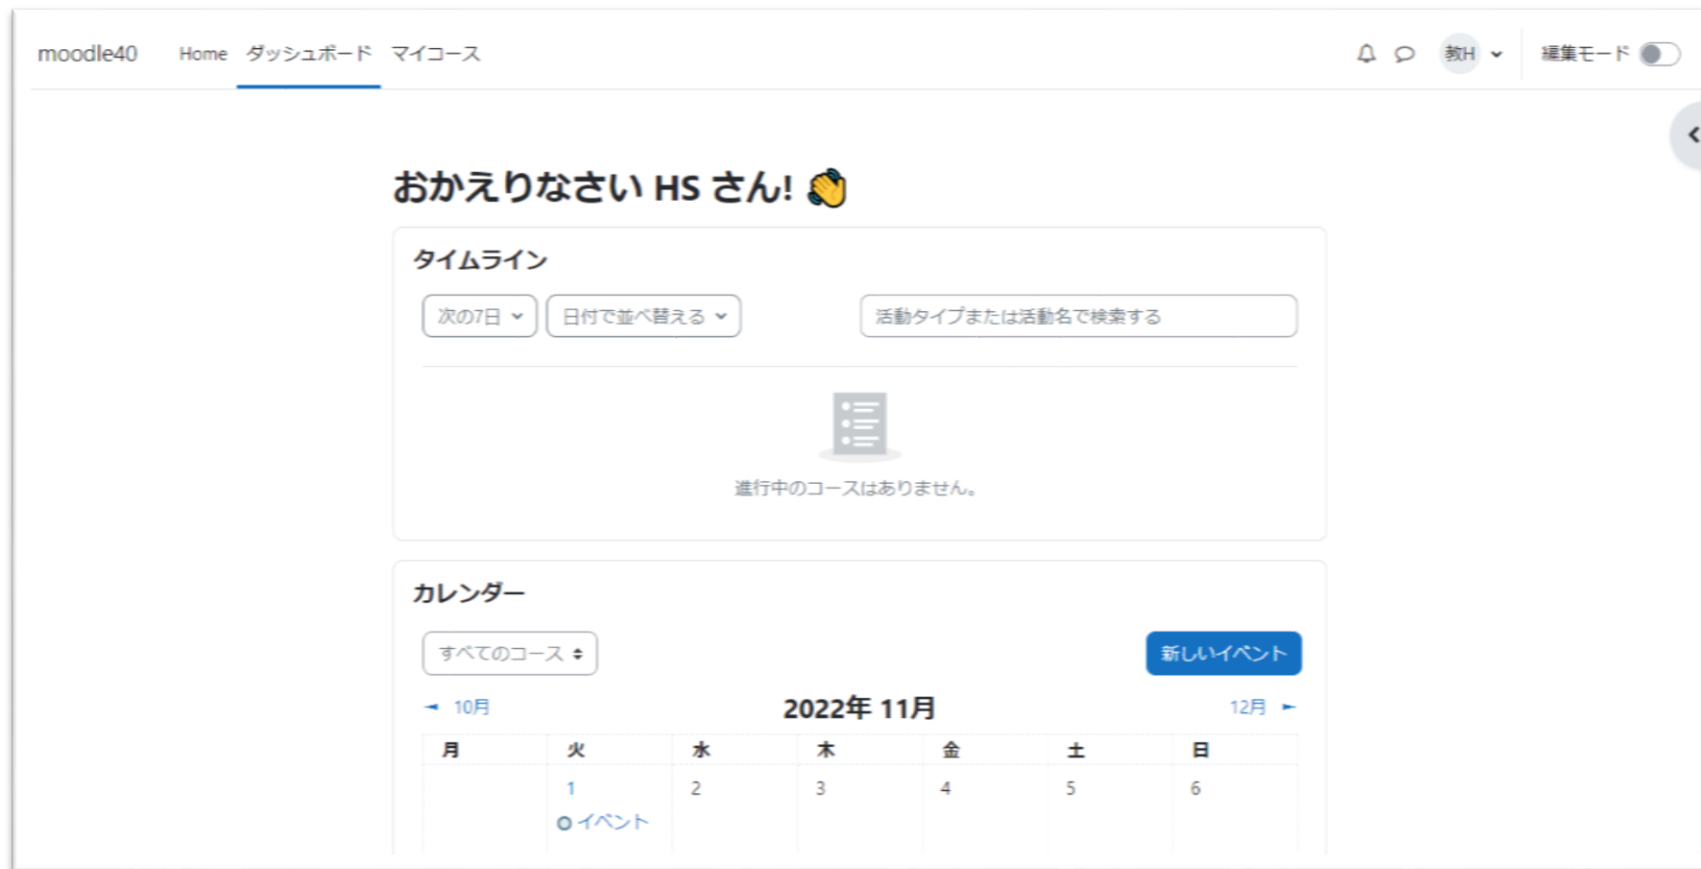 moodle40 Home ダッシュボード マイコース 教H 編集モード
おかえりなさい HS さん! 👏
タイムライン
次の7日 日付で並べ替える 活動タイプまたは活動名で検索する
進行中のコースはありません。
カレンダー
すべてのコース 新しいイベント
◄ 10月 2022年 11月 12月 ►
月 火 水 木 金 土 日
1 2 3 4 5 6
イベント